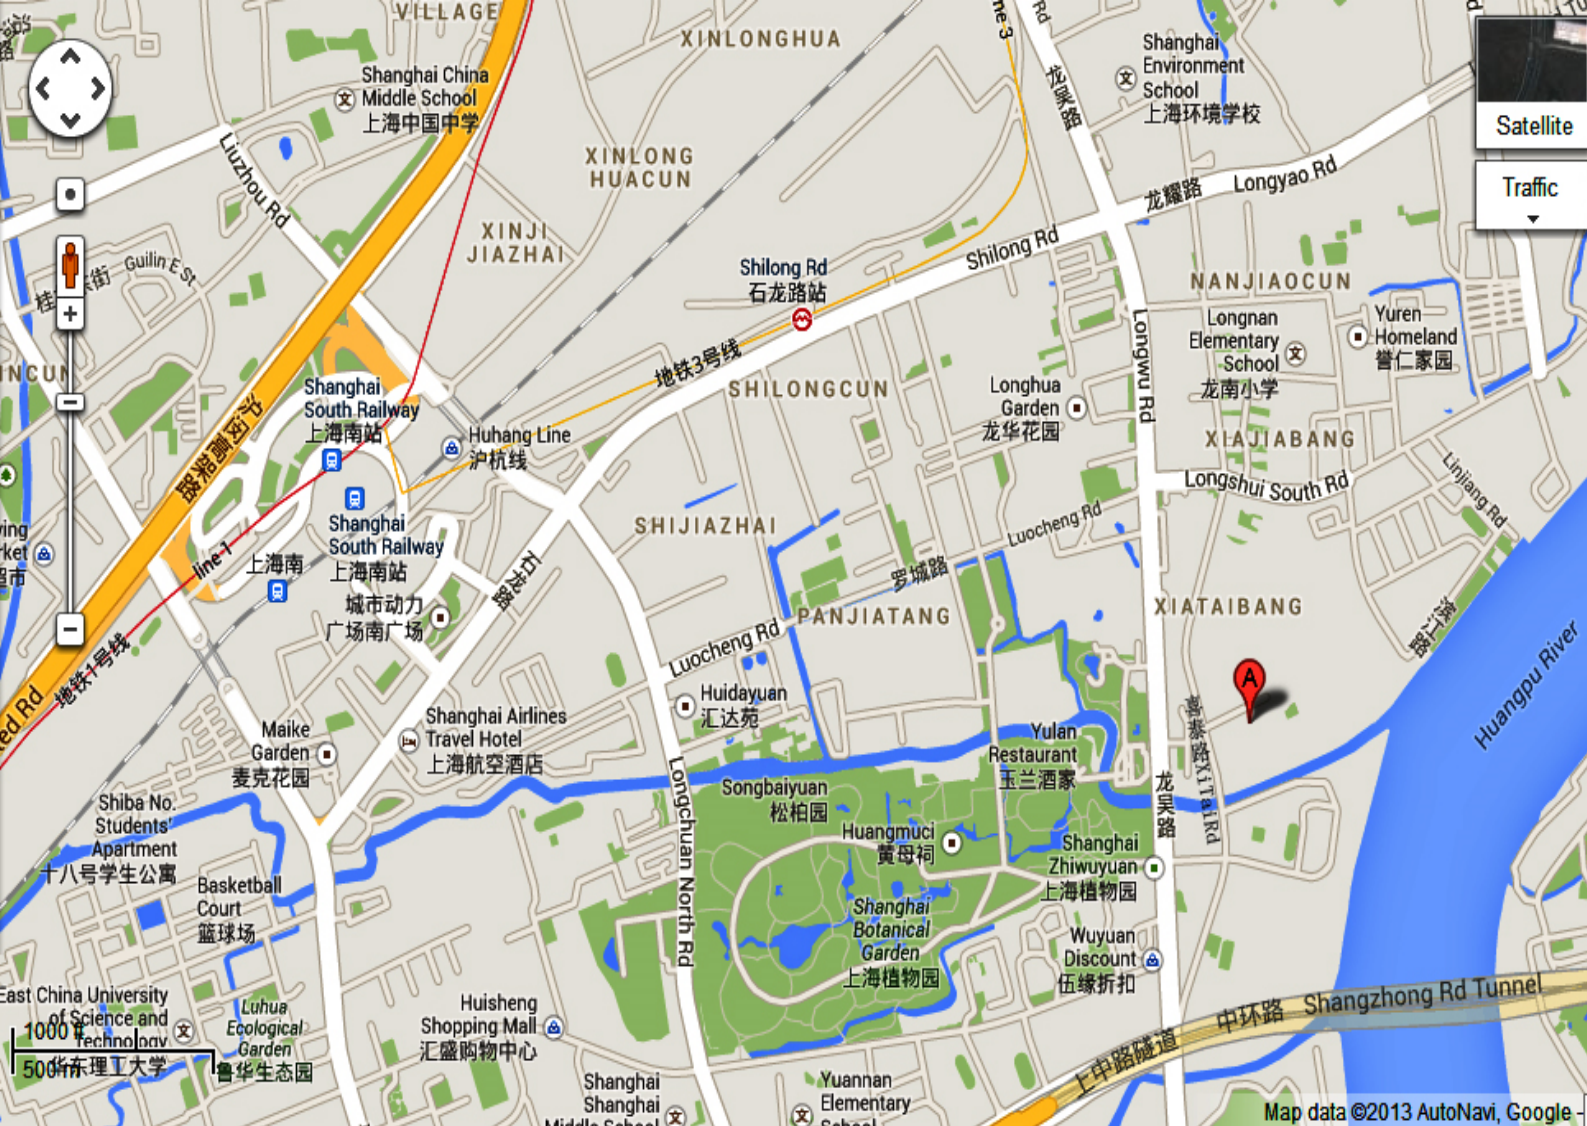 VILLAGE
XINLONGHUA
Shanghai China
Middle School
上海中国中学
Shanghai
Environment
School
上海环境学校
Satellite
Traffic
龙吴路
Liuzhou Rd
XINLONG
HUACUN
XINJI
JIAZHAI
龙耀路
Longyao Rd
Shilong Rd
Shilong Rd
石龙路站
Guilin E St
NANJIAOCUN
Longnan
Elementary
School
龙南小学
Yuren
Homeland
誉仁家园
地铁3号线
SHILONGCUN
Longwu Rd
Longhua
Garden
龙华花园
Shanghai
South Railway
上海南站
Huhang Line
沪杭线
沪闵高架路
XIAJIABANG
Longshui South Rd
Linjiang Rd
SHIJIAZHAI
Luocheng Rd
罗城路
Shanghai
South Railway
上海南站
line 1
上海南
石龙路
城市动力
广场南广场
PANJIATANG
XIATAIBANG
滨江路
Luocheng Rd
地铁1号线
Huangpu River
A
Huidayuan
汇达苑
Maike
Garden
麦克花园
Shanghai Airlines
Travel Hotel
上海航空酒店
Yulan
Restaurant
玉兰酒家
XiTaiRd
龙吴路
Longchuan North Rd
Songbaiyuan
松柏园
Huangmuci
黄母祠
Shiba No.
Students'
Apartment
十八号学生公寓
Shanghai
Zhiwuyuan
上海植物园
Basketball
Court
篮球场
Shanghai
Botanical
Garden
上海植物园
Wuyuan
Discount
伍缘折扣
East China University
of Science and
Technology
华东理工大学
1000 ft
500 m
Luhua
Ecological
Garden
鲁华生态园
Huisheng
Shopping Mall
汇盛购物中心
上中路隧道
中环路
Shangzhong Rd Tunnel
Shanghai
Shanghai
Middle School
Yuannan
Elementary
School
Map data ©2013 AutoNavi, Google -